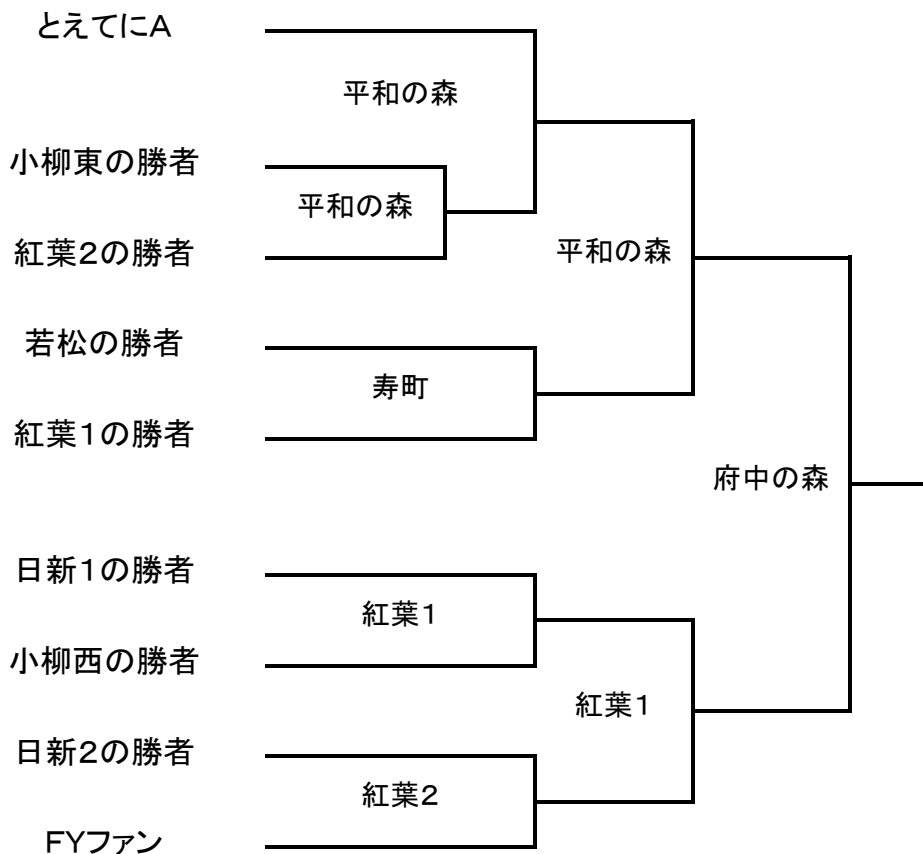 とえてにA
平和の森
小柳東の勝者
平和の森
紅葉2の勝者
平和の森
若松の勝者
寿町
紅葉1の勝者
府中の森
日新1の勝者
紅葉1
小柳西の勝者
紅葉1
日新2の勝者
紅葉2
FYファン